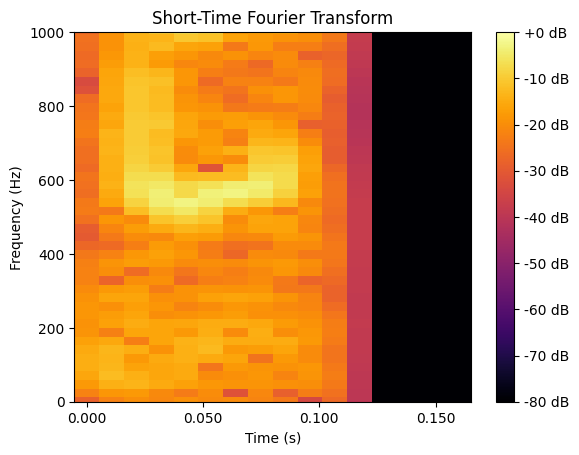 Short-Time Fourier Transform
1000
800
600
400
200
0
Frequency (Hz)
0.000
0.050
0.100
0.150
Time (s)
+0 dB
-10 dB
-20 dB
-30 dB
-40 dB
-50 dB
-60 dB
-70 dB
-80 dB